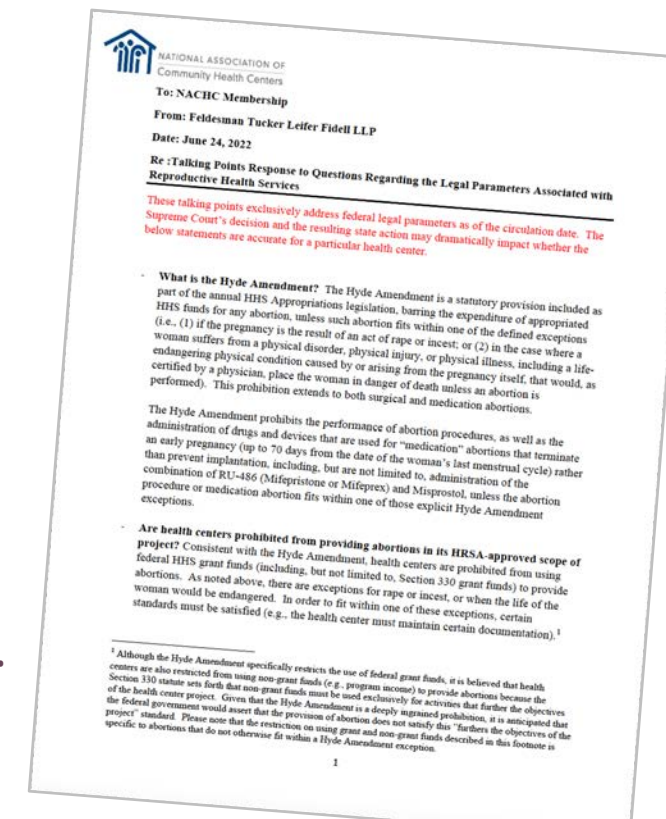 NATIONAL ASSOCIATION OF
Community Health Centers
To: NACHC Membership
From: Feldesman Tucker Leifer Fidell LLP
Date: June 24, 2022
Re :Talking Points Response to Questions Regarding the Legal Parameters Associated with
Reproductive Health Services
These talking points exclusively address federal legal parameters as of the circulation date. The
Supreme Court's decision and the resulting state action may dramatically impact whether the
below statements are accurate for a particular health center.
- What is the Hyde Amendment? The Hyde Amendment is a statutory provision included as
part of the annual HHS Appropriations legislation, barring the expenditure of appropriated
HHS funds for any abortion, unless such abortion fits within one of the defined exceptions
(i.e., (1) if the pregnancy is the result of an act of rape or incest; or (2) in the case where a
woman suffers from a physical disorder, physical injury, or physical illness, including a life-
endangering physical condition caused by or arising from the pregnancy itself, that would, as
certified by a physician, place the woman in danger of death unless an abortion is
performed). This prohibition extends to both surgical and medication abortions.
The Hyde Amendment prohibits the performance of abortion procedures, as well as the
administration of drugs and devices that are used for "medication" abortions that terminate
an early pregnancy (up to 70 days from the date of the woman's last menstrual cycle) rather
than prevent implantation, including, but are not limited to, administration of the
combination of RU-486 (Mifepristone or Mifeprex) and Misprostol, unless the abortion
procedure or medication abortion fits within one of those explicit Hyde Amendment
exceptions.
- Are health centers prohibited from providing abortions in its HRSA-approved scope of
project? Consistent with the Hyde Amendment, health centers are prohibited from using
federal HHS grant funds (including, but not limited to, Section 330 grant funds) to provide
abortions. As noted above, there are exceptions for rape or incest, or when the life of the
woman would be endangered. In order to fit within one of these exceptions, certain
standards must be satisfied (e.g., the health center must maintain certain documentation).¹
¹ Although the Hyde Amendment specifically restricts the use of federal grant funds, it is believed that health
centers are also restricted from using non-grant funds (e.g., program income) to provide abortions because the
Section 330 statute sets forth that non-grant funds must be used exclusively for activities that further the objectives
of the health center project. Given that the Hyde Amendment is a deeply ingrained prohibition, it is anticipated that
the federal government would assert that the provision of abortion does not satisfy this "furthers the objectives of the
project" standard. Please note that the restriction on using grant and non-grant funds described in this footnote is
specific to abortions that do not otherwise fit within a Hyde Amendment exception.
1